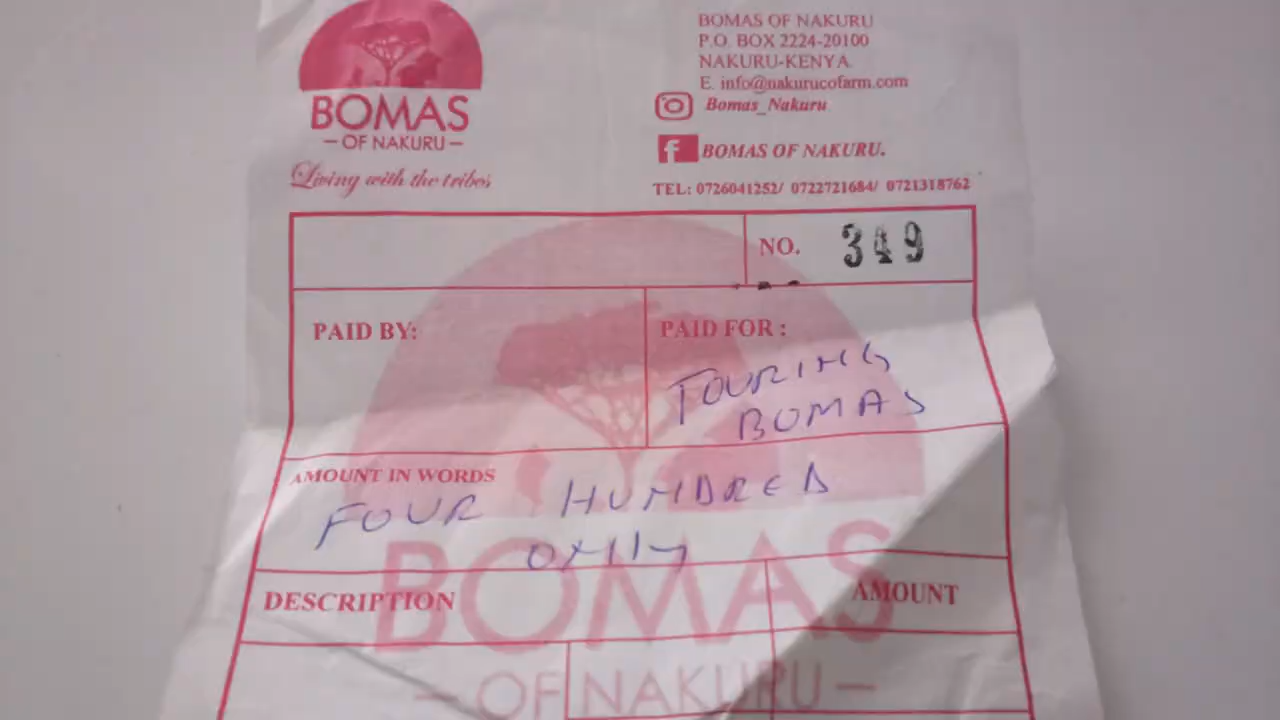 BOMAS
– OF NAKURU –
Living with the tribes
BOMAS OF NAKURU
P.O. BOX 2224-20100
NAKURU-KENYA
E. info@nakurucofarm.com
Bomas_Nakuru
BOMAS OF NAKURU.
TEL: 0726041252/ 0722721684/ 0721318762
NO. 349
PAID BY:
PAID FOR :
TOURING
BOMAS
AMOUNT IN WORDS
FOUR HUNDRED
ONLY
DESCRIPTION
AMOUNT
BOMAS
– OF NAKURU –